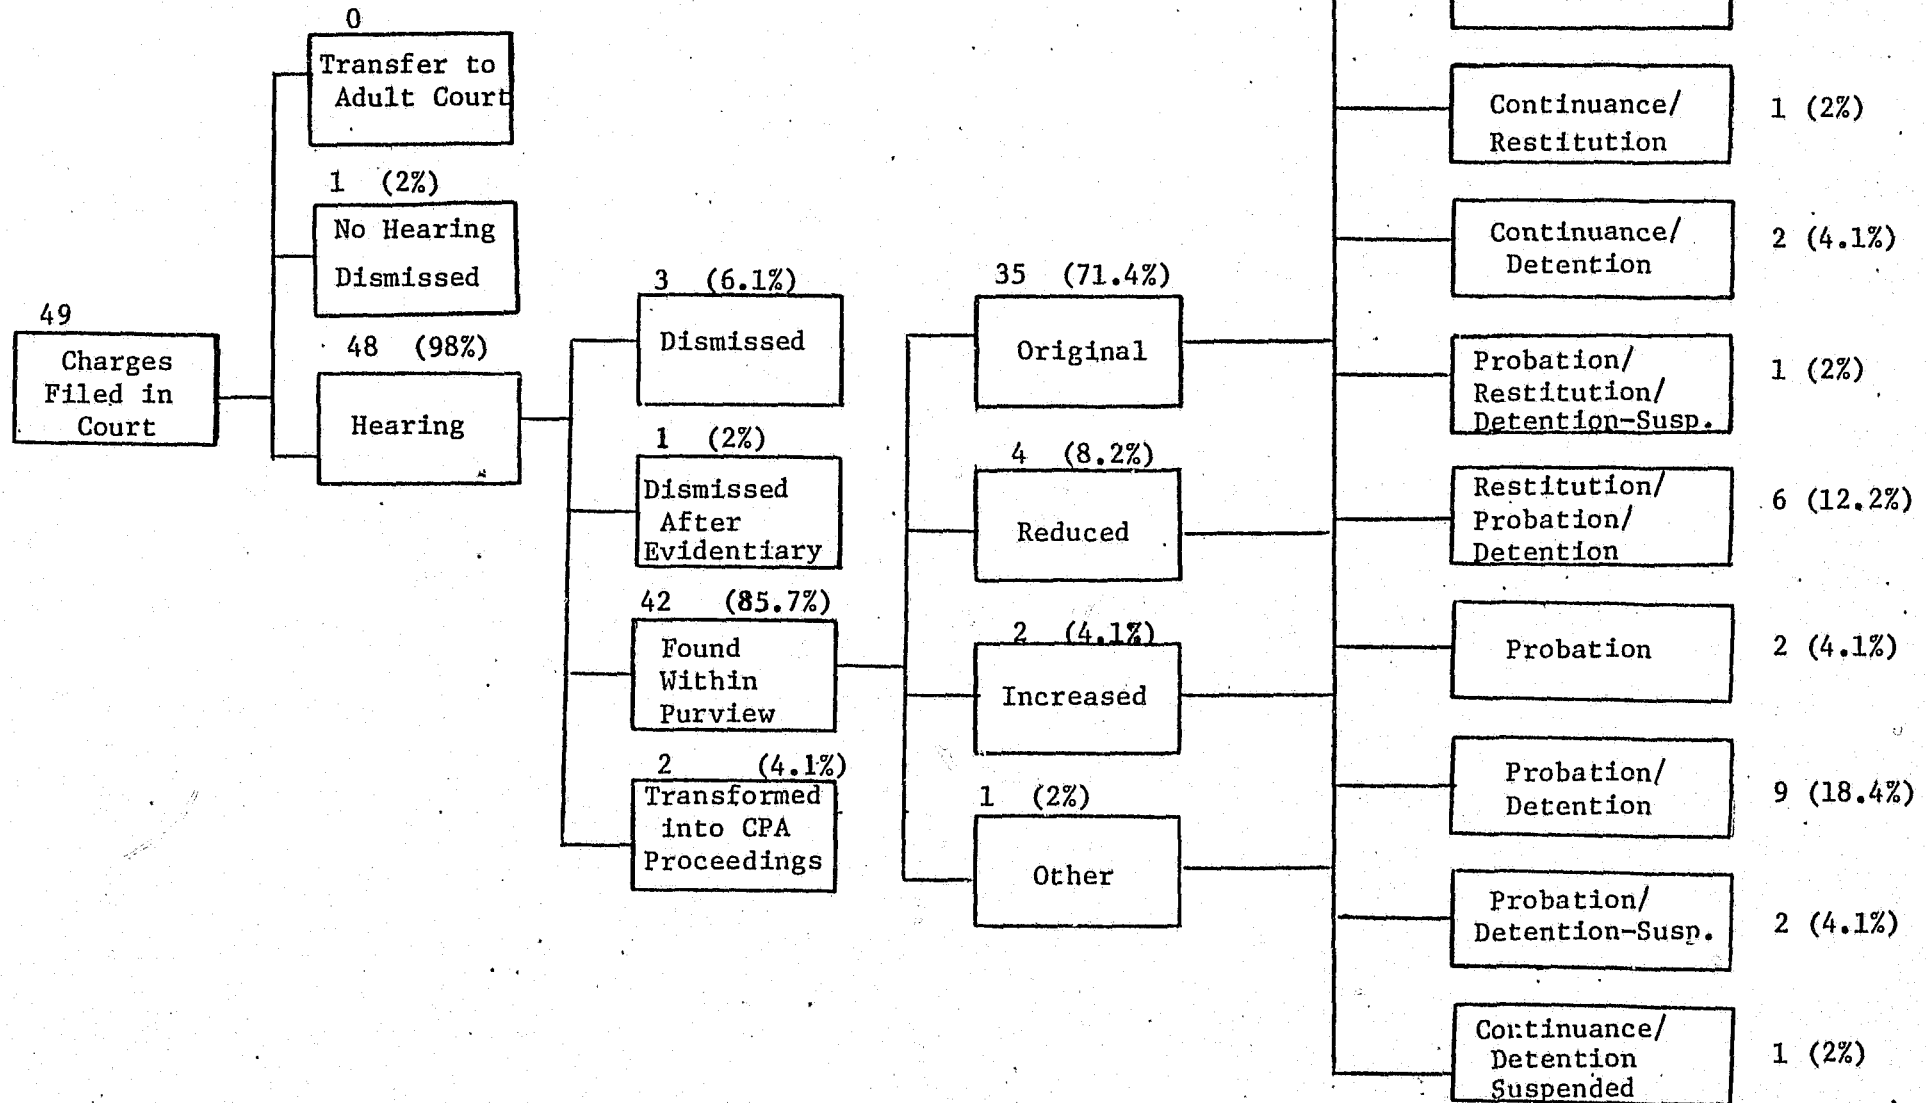 0
Transfer to
Adult Court
1 (2%)
No Hearing
Dismissed
49
Charges
Filed in
Court
48 (98%)
Hearing
3 (6.1%)
Dismissed
1 (2%)
Dismissed
After
Evidentiary
42 (85.7%)
Found
Within
Purview
2 (4.1%)
Transformed
into CPA
Proceedings
35 (71.4%)
Original
4 (8.2%)
Reduced
2 (4.1%)
Increased
1 (2%)
Other
Continuance/
Restitution
1 (2%)
Continuance/
Detention
2 (4.1%)
Probation/
Restitution/
Detention-Susp.
1 (2%)
Restitution/
Probation/
Detention
6 (12.2%)
Probation
2 (4.1%)
Probation/
Detention
9 (18.4%)
Probation/
Detention-Susp.
2 (4.1%)
Continuance/
Detention
Suspended
1 (2%)